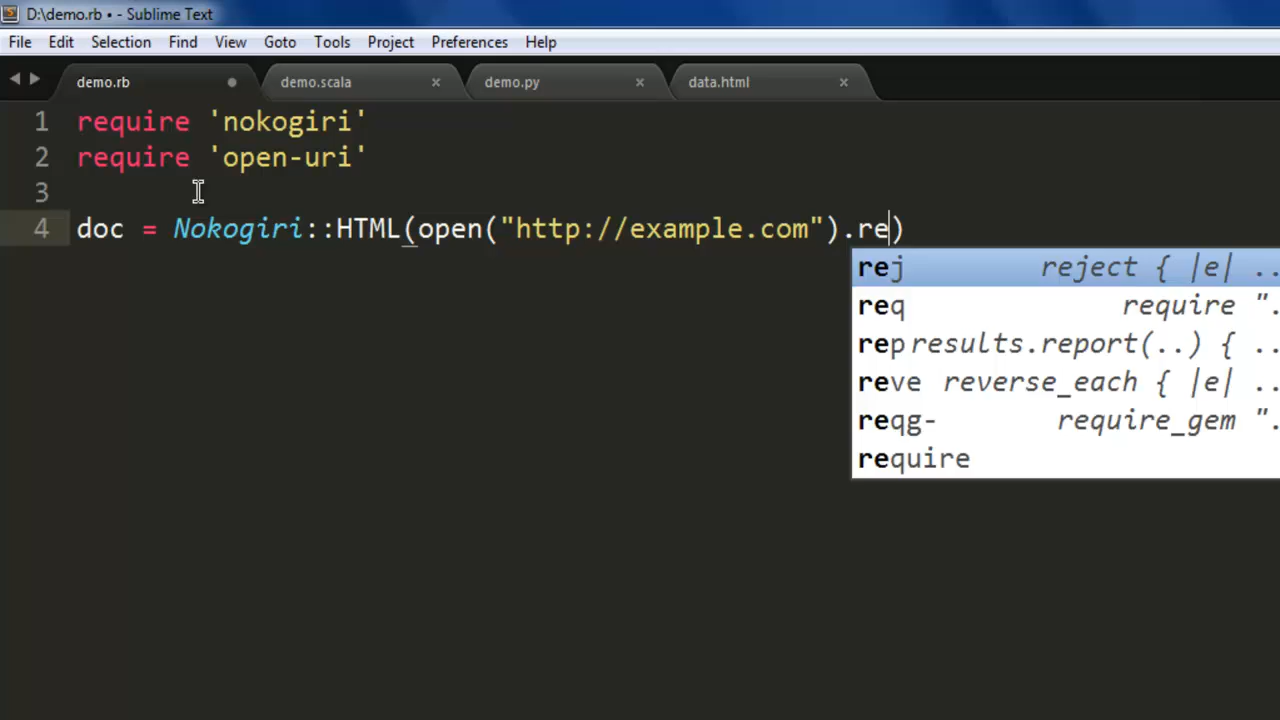 D:\demo.rb • - Sublime Text
File Edit Selection Find View Goto Tools Project Preferences Help
demo.rb demo.scala demo.py data.html
1 require 'nokogiri'
2 require 'open-uri'
3
4 doc = Nokogiri::HTML(open("http://example.com").re)
rej reject { |e| ..
req require ".
rep results.report(..) { ..
reve reverse_each { |e| ..
reqg- require_gem ".
require